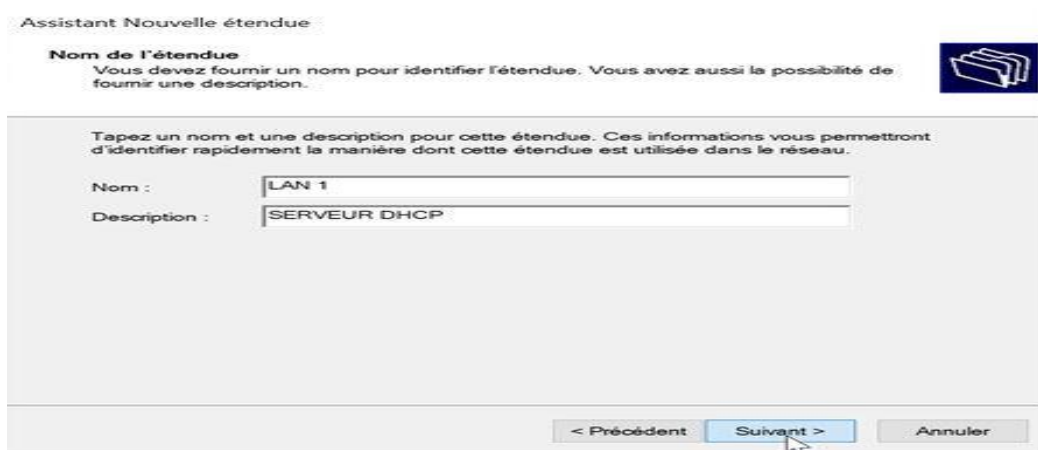 Assistant Nouvelle étendue
Nom de l'étendue
Vous devez fournir un nom pour identifier l'étendue. Vous avez aussi la possibilité de
fournir une description.
Tapez un nom et une description pour cette étendue. Ces informations vous permettront
d'identifier rapidement la manière dont cette étendue est utilisée dans le réseau.
Nom : LAN 1
Description : SERVEUR DHCP
< Précédent Suivant > Annuler